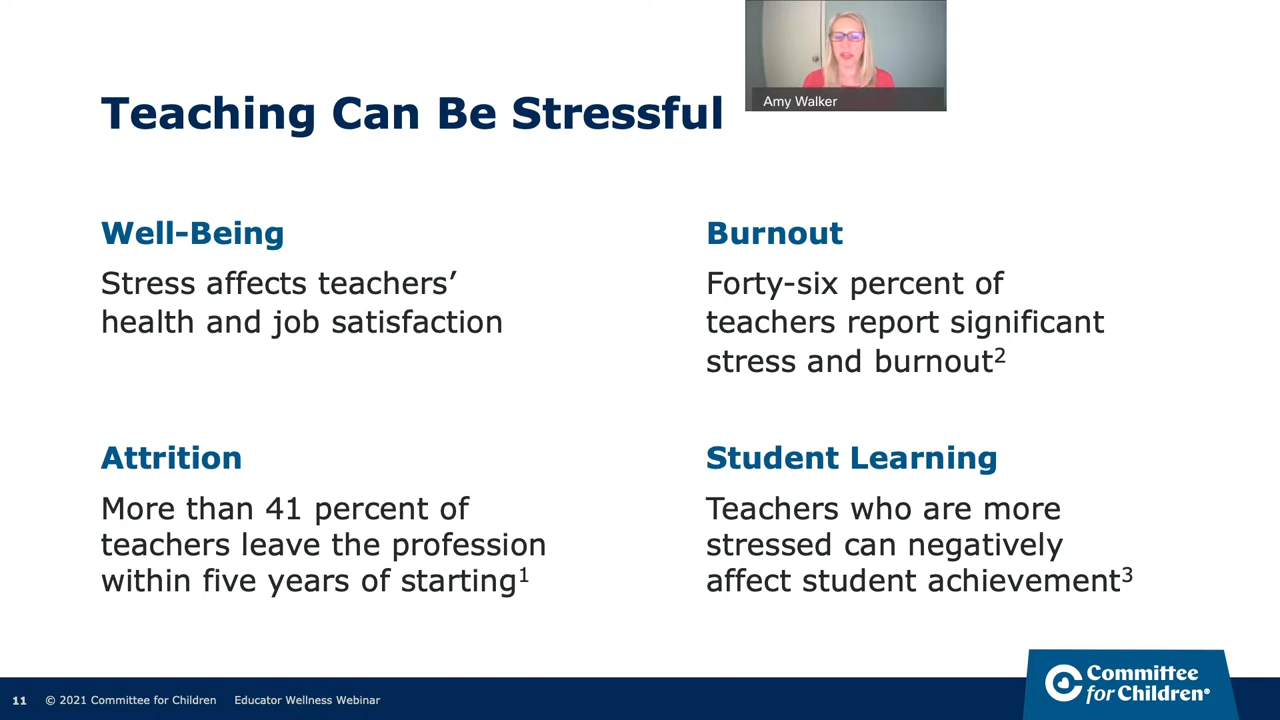 Amy Walker
Teaching Can Be Stressful
Well-Being
Stress affects teachers’
health and job satisfaction
Burnout
Forty-six percent of
teachers report significant
stress and burnout²
Attrition
More than 41 percent of
teachers leave the profession
within five years of starting¹
Student Learning
Teachers who are more
stressed can negatively
affect student achievement³
11 © 2021 Committee for Children Educator Wellness Webinar
Committee
for Children®